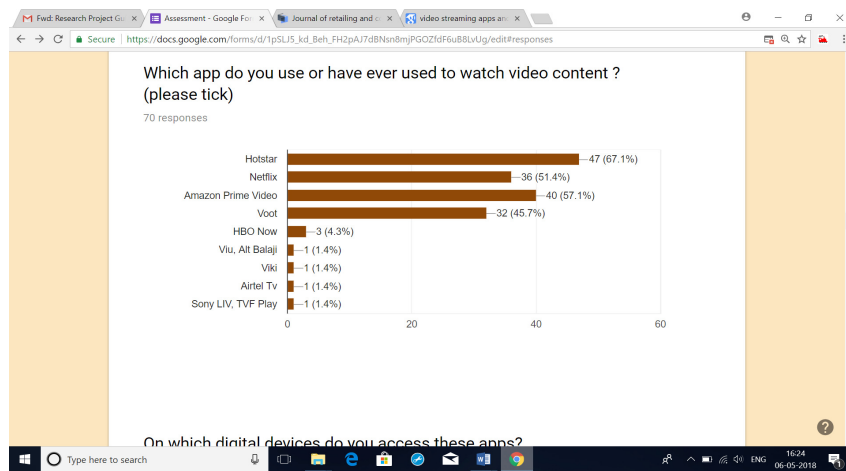 Fwd: Research Project Gu
Assessment - Google For
Journal of retailing and c
video streaming apps an
Secure https://docs.google.com/forms/d/1pSLJ5_kd_Beh_FH2pAJ7dBNsn8mjPGOZfdF6uB8LvUg/edit#responses
Which app do you use or have ever used to watch video content ?
(please tick)
70 responses
Hotstar 47 (67.1%)
Netflix 36 (51.4%)
Amazon Prime Video 40 (57.1%)
Voot 32 (45.7%)
HBO Now 3 (4.3%)
Viu, Alt Balaji 1 (1.4%)
Viki 1 (1.4%)
Airtel Tv 1 (1.4%)
Sony LIV, TVF Play 1 (1.4%)
0 20 40 60
On which digital devices do you access these apps?
Type here to search
ENG
16:24
06-05-2018